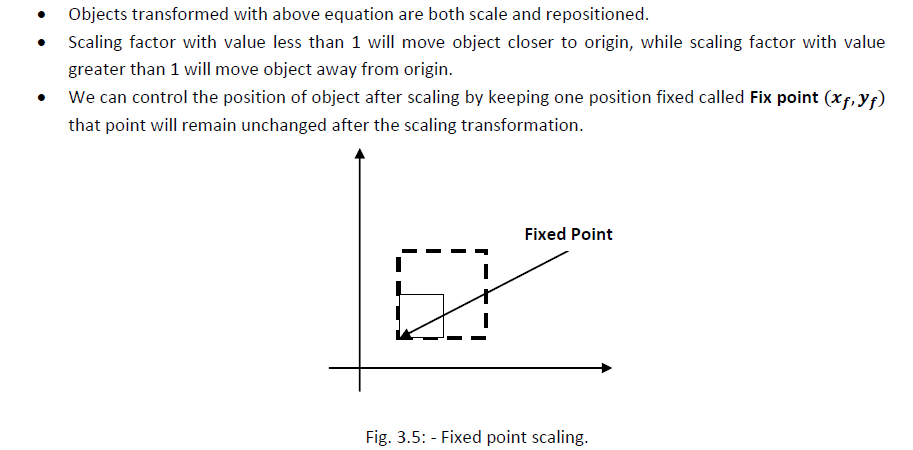 • Objects transformed with above equation are both scale and repositioned.
• Scaling factor with value less than 1 will move object closer to origin, while scaling factor with value
greater than 1 will move object away from origin.
• We can control the position of object after scaling by keeping one position fixed called Fix point (x_f, y_f)
that point will remain unchanged after the scaling transformation.
Fixed Point
Fig. 3.5: - Fixed point scaling.